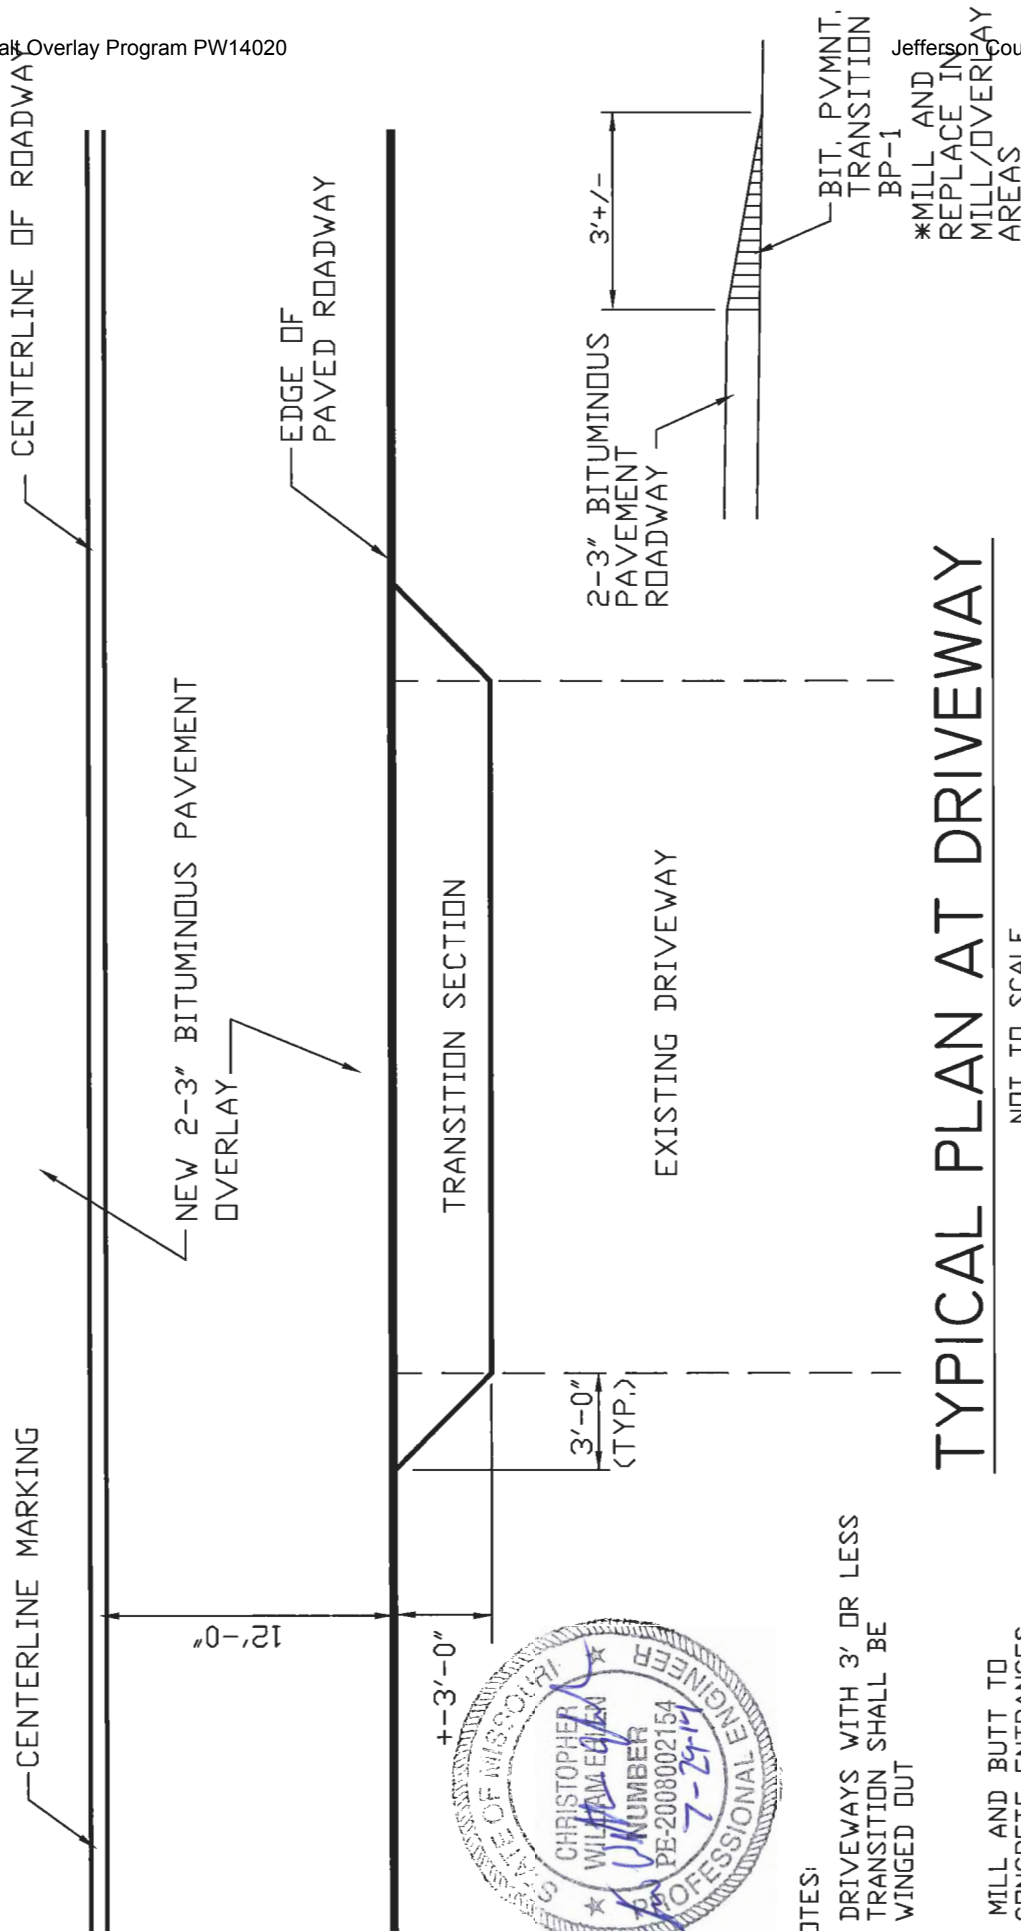 alt Overlay Program PW14020
Jefferson Cou
CENTERLINE MARKING
CENTERLINE OF ROADWAY
NEW 2-3" BITUMINOUS PAVEMENT
OVERLAY
EDGE OF
PAVED ROADWAY
12'-0"
+-3'-0"
3'-0"
(TYP.)
TRANSITION SECTION
EXISTING DRIVEWAY
2-3" BITUMINOUS
PAVEMENT
ROADWAY
3'+/-
BIT. PVMNT.
TRANSITION
BP-1
*MILL AND
REPLACE IN
MILL/OVERLAY
AREAS
STATE OF MISSOURI
CHRISTOPHER
WILLIAM
NUMBER
PE-2008002154
7-29-14
PROFESSIONAL ENGINEER
OTES:
DRIVEWAYS WITH 3' OR LESS
TRANSITION SHALL BE
WINGED OUT
MILL AND BUTT TO
CONCRETE ENTRANCES
TYPICAL PLAN AT DRIVEWAY
NOT TO SCALE